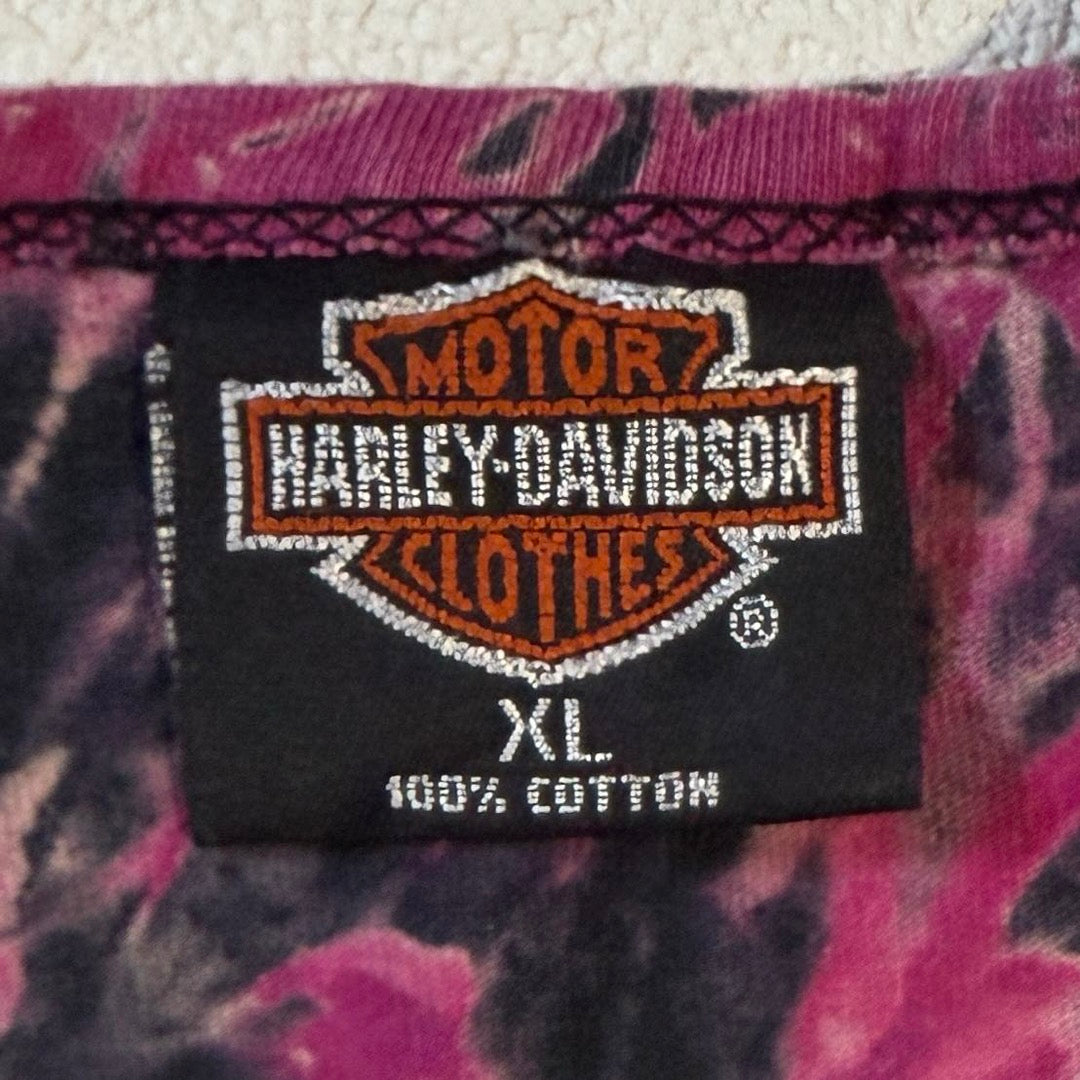 MOTOR
HARLEY-DAVIDSON
CLOTHES
®
XL
100% COTTON